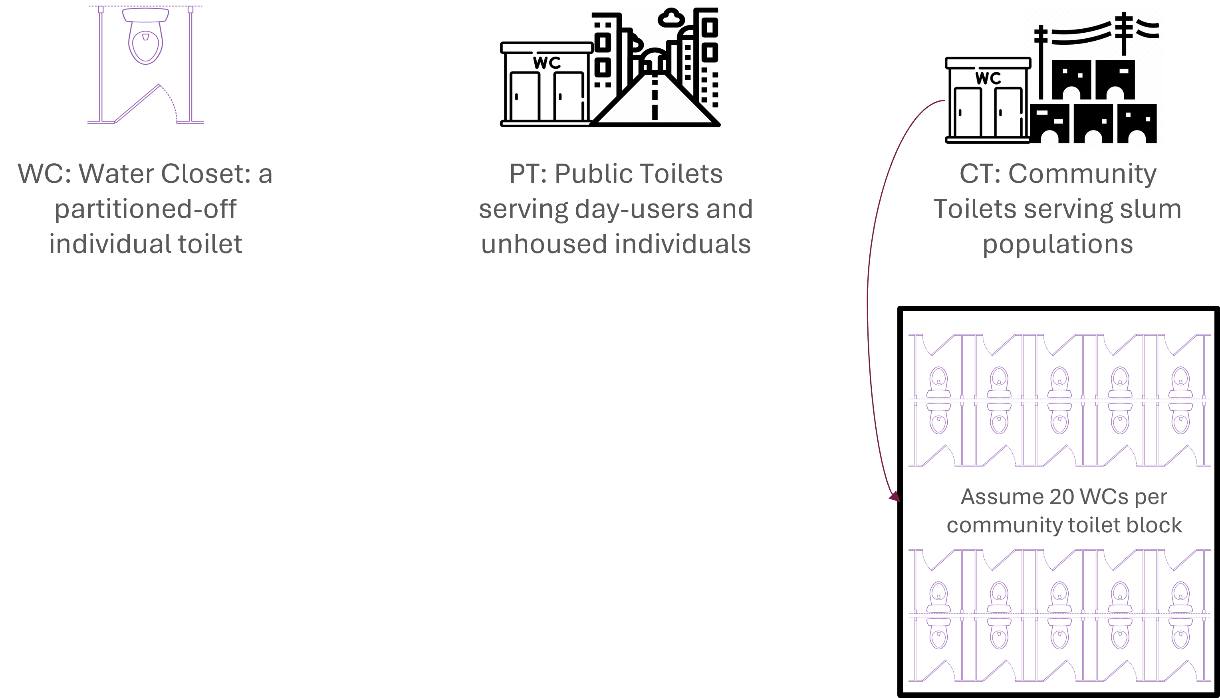 WC: Water Closet: a
partitioned-off
individual toilet
WC
PT: Public Toilets
serving day-users and
unhoused individuals
WC
CT: Community
Toilets serving slum
populations
Assume 20 WCs per
community toilet block